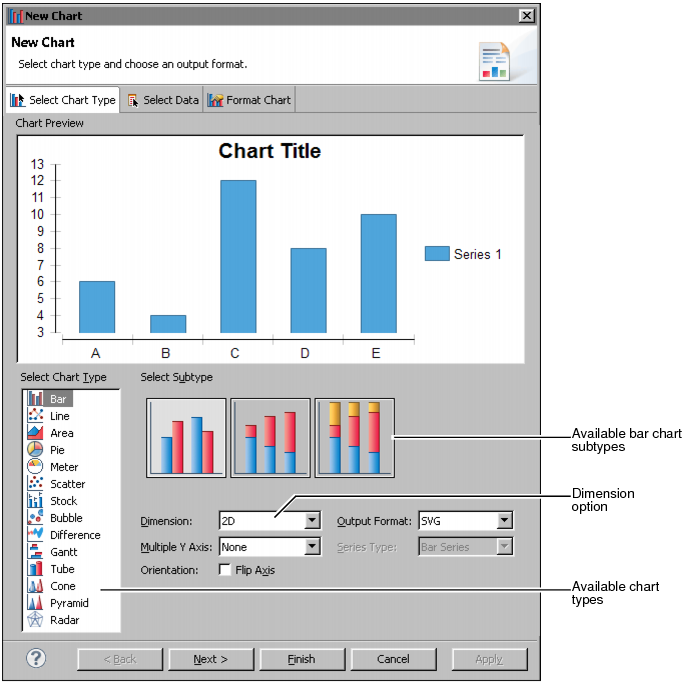 New Chart
New Chart
Select chart type and choose an output format.
Select Chart Type
Select Data
Format Chart
Chart Preview
Chart Title
13
12
11
10
9
8
7
6
5
4
3
A B C D E
Series 1
Select Chart Type
Select Subtype
Bar
Line
Area
Pie
Meter
Scatter
Stock
Bubble
Difference
Gantt
Tube
Cone
Pyramid
Radar
Available bar chart
subtypes
Dimension
option
Dimension: 2D Output Format: SVG
Multiple Y Axis: None Series Type: Bar Series
Orientation: Flip Axis
Available chart
types
? < Back Next > Finish Cancel Apply